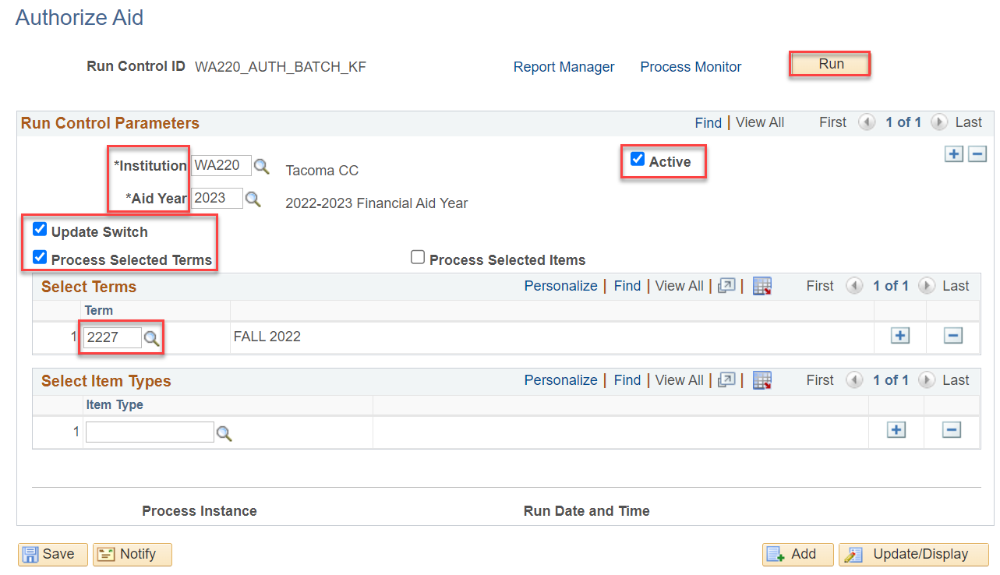 Authorize Aid
Run Control ID WA220_AUTH_BATCH_KF Report Manager Process Monitor Run
Run Control Parameters Find | View All First 1 of 1 Last
*Institution WA220 Tacoma CC Active
*Aid Year 2023 2022-2023 Financial Aid Year
Update Switch
Process Selected Terms Process Selected Items
Select Terms Personalize | Find | View All | | First 1 of 1 Last
Term
1 2227 FALL 2022
Select Item Types Personalize | Find | View All | | First 1 of 1 Last
Item Type
1
Process Instance Run Date and Time
Save Notify Add Update/Display